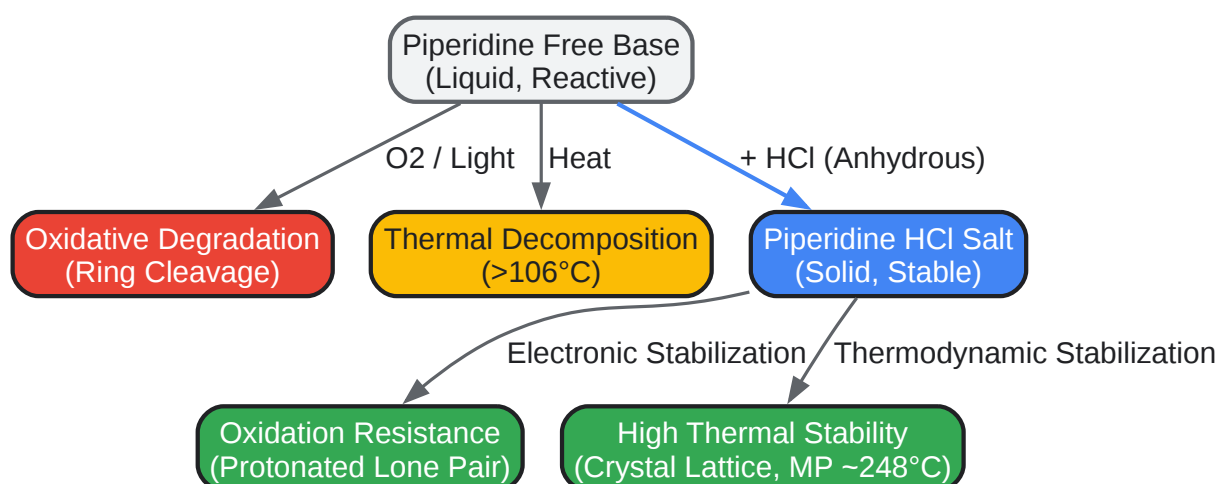 Piperidine Free Base
(Liquid, Reactive)
O2 / Light
Heat
+ HCl (Anhydrous)
Oxidative Degradation
(Ring Cleavage)
Thermal Decomposition
(>106°C)
Piperidine HCl Salt
(Solid, Stable)
Electronic Stabilization
Thermodynamic Stabilization
Oxidation Resistance
(Protonated Lone Pair)
High Thermal Stability
(Crystal Lattice, MP ~248°C)